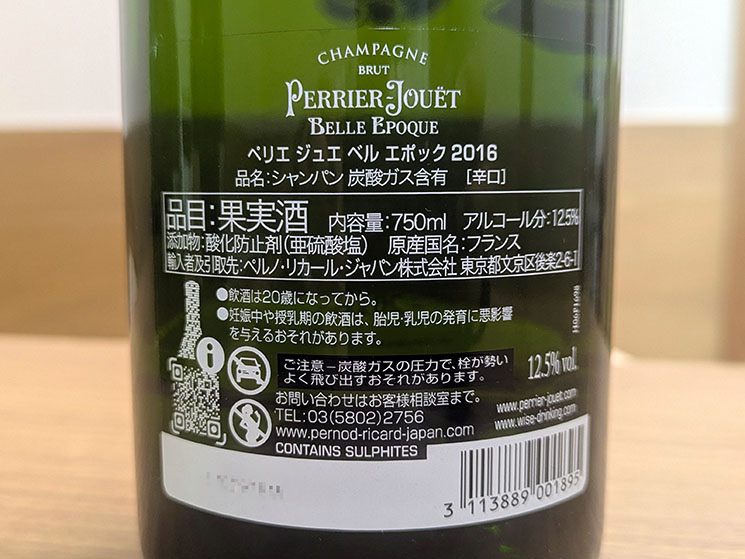 CHAMPAGNE
BRUT
PERRIER-JOUËT
BELLE EPOQUE
ペリエ ジュエ ベル エポック 2016
品名:シャンパン 炭酸ガス含有 [辛口]
品目:果実酒 内容量:750ml アルコール分:12.5%
添加物:酸化防止剤(亜硫酸塩) 原産国名:フランス
輸入者及引取先:ペルノ・リカール・ジャパン株式会社 東京都文京区後楽2-6-1
●飲酒は20歳になってから。
●妊娠中や授乳期の飲酒は、胎児・乳児の発育に悪影響
を与えるおそれがあります。
ご注意–炭酸ガスの圧力で、栓が勢い
よく飛び出すおそれがあります。
12.5% vol.
お問い合わせはお客様相談室まで。
TEL:03(5802)2756
www.pernod-ricard-japan.com
CONTAINS SULPHITES
www.perrier-jouet.com
www.wise-drinking.com
3 113889 001895